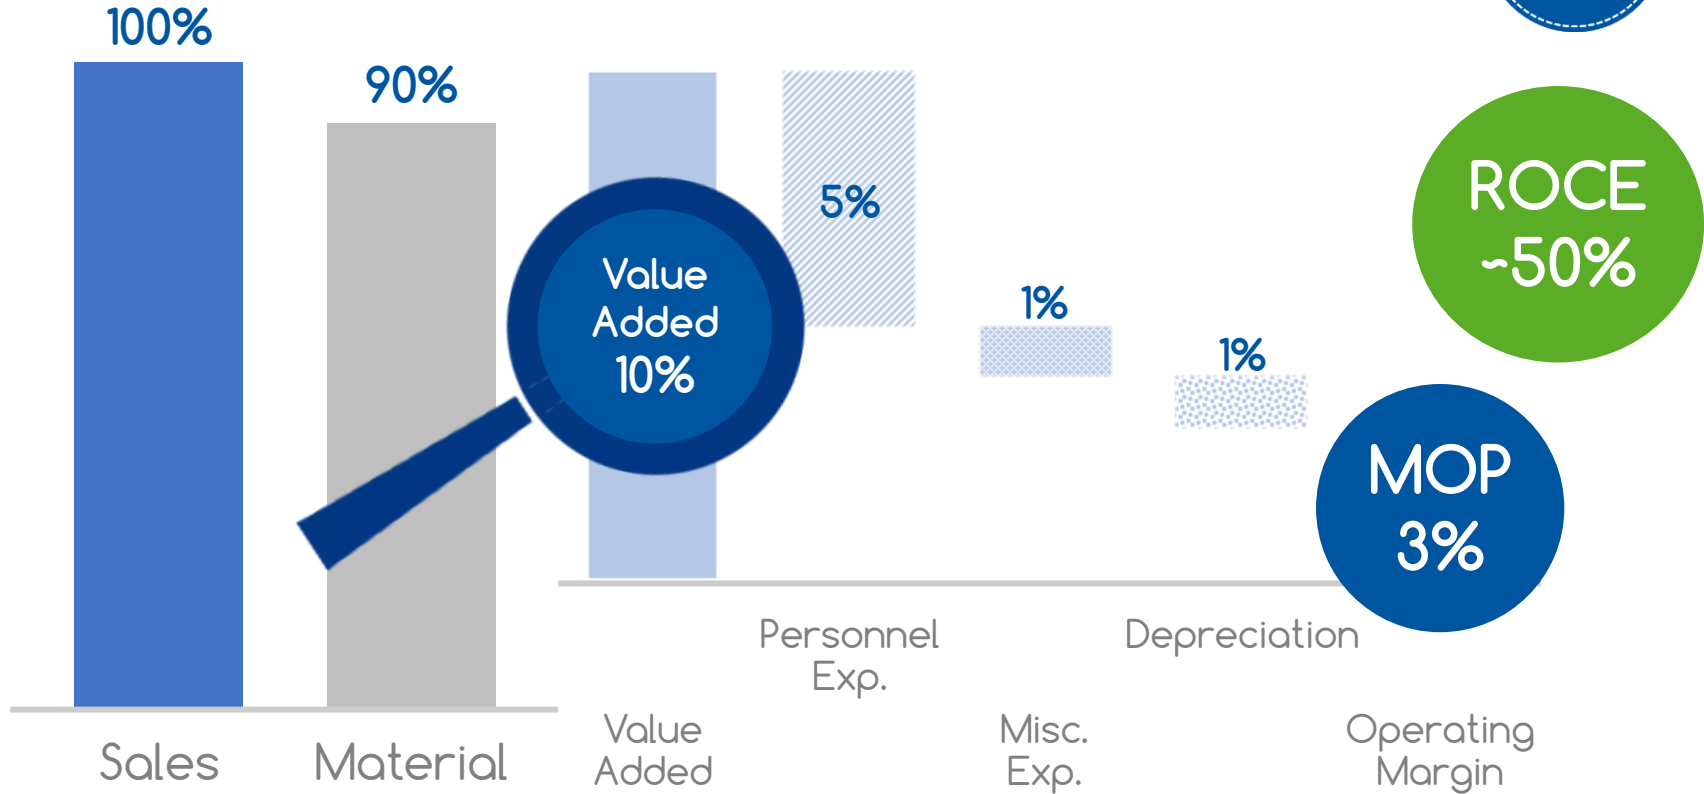 100%
90%
5%
1%
1%
Value
Added
10%
ROCE
~50%
MOP
3%
Sales
Material
Value
Added
Personnel
Exp.
Misc.
Exp.
Depreciation
Operating
Margin